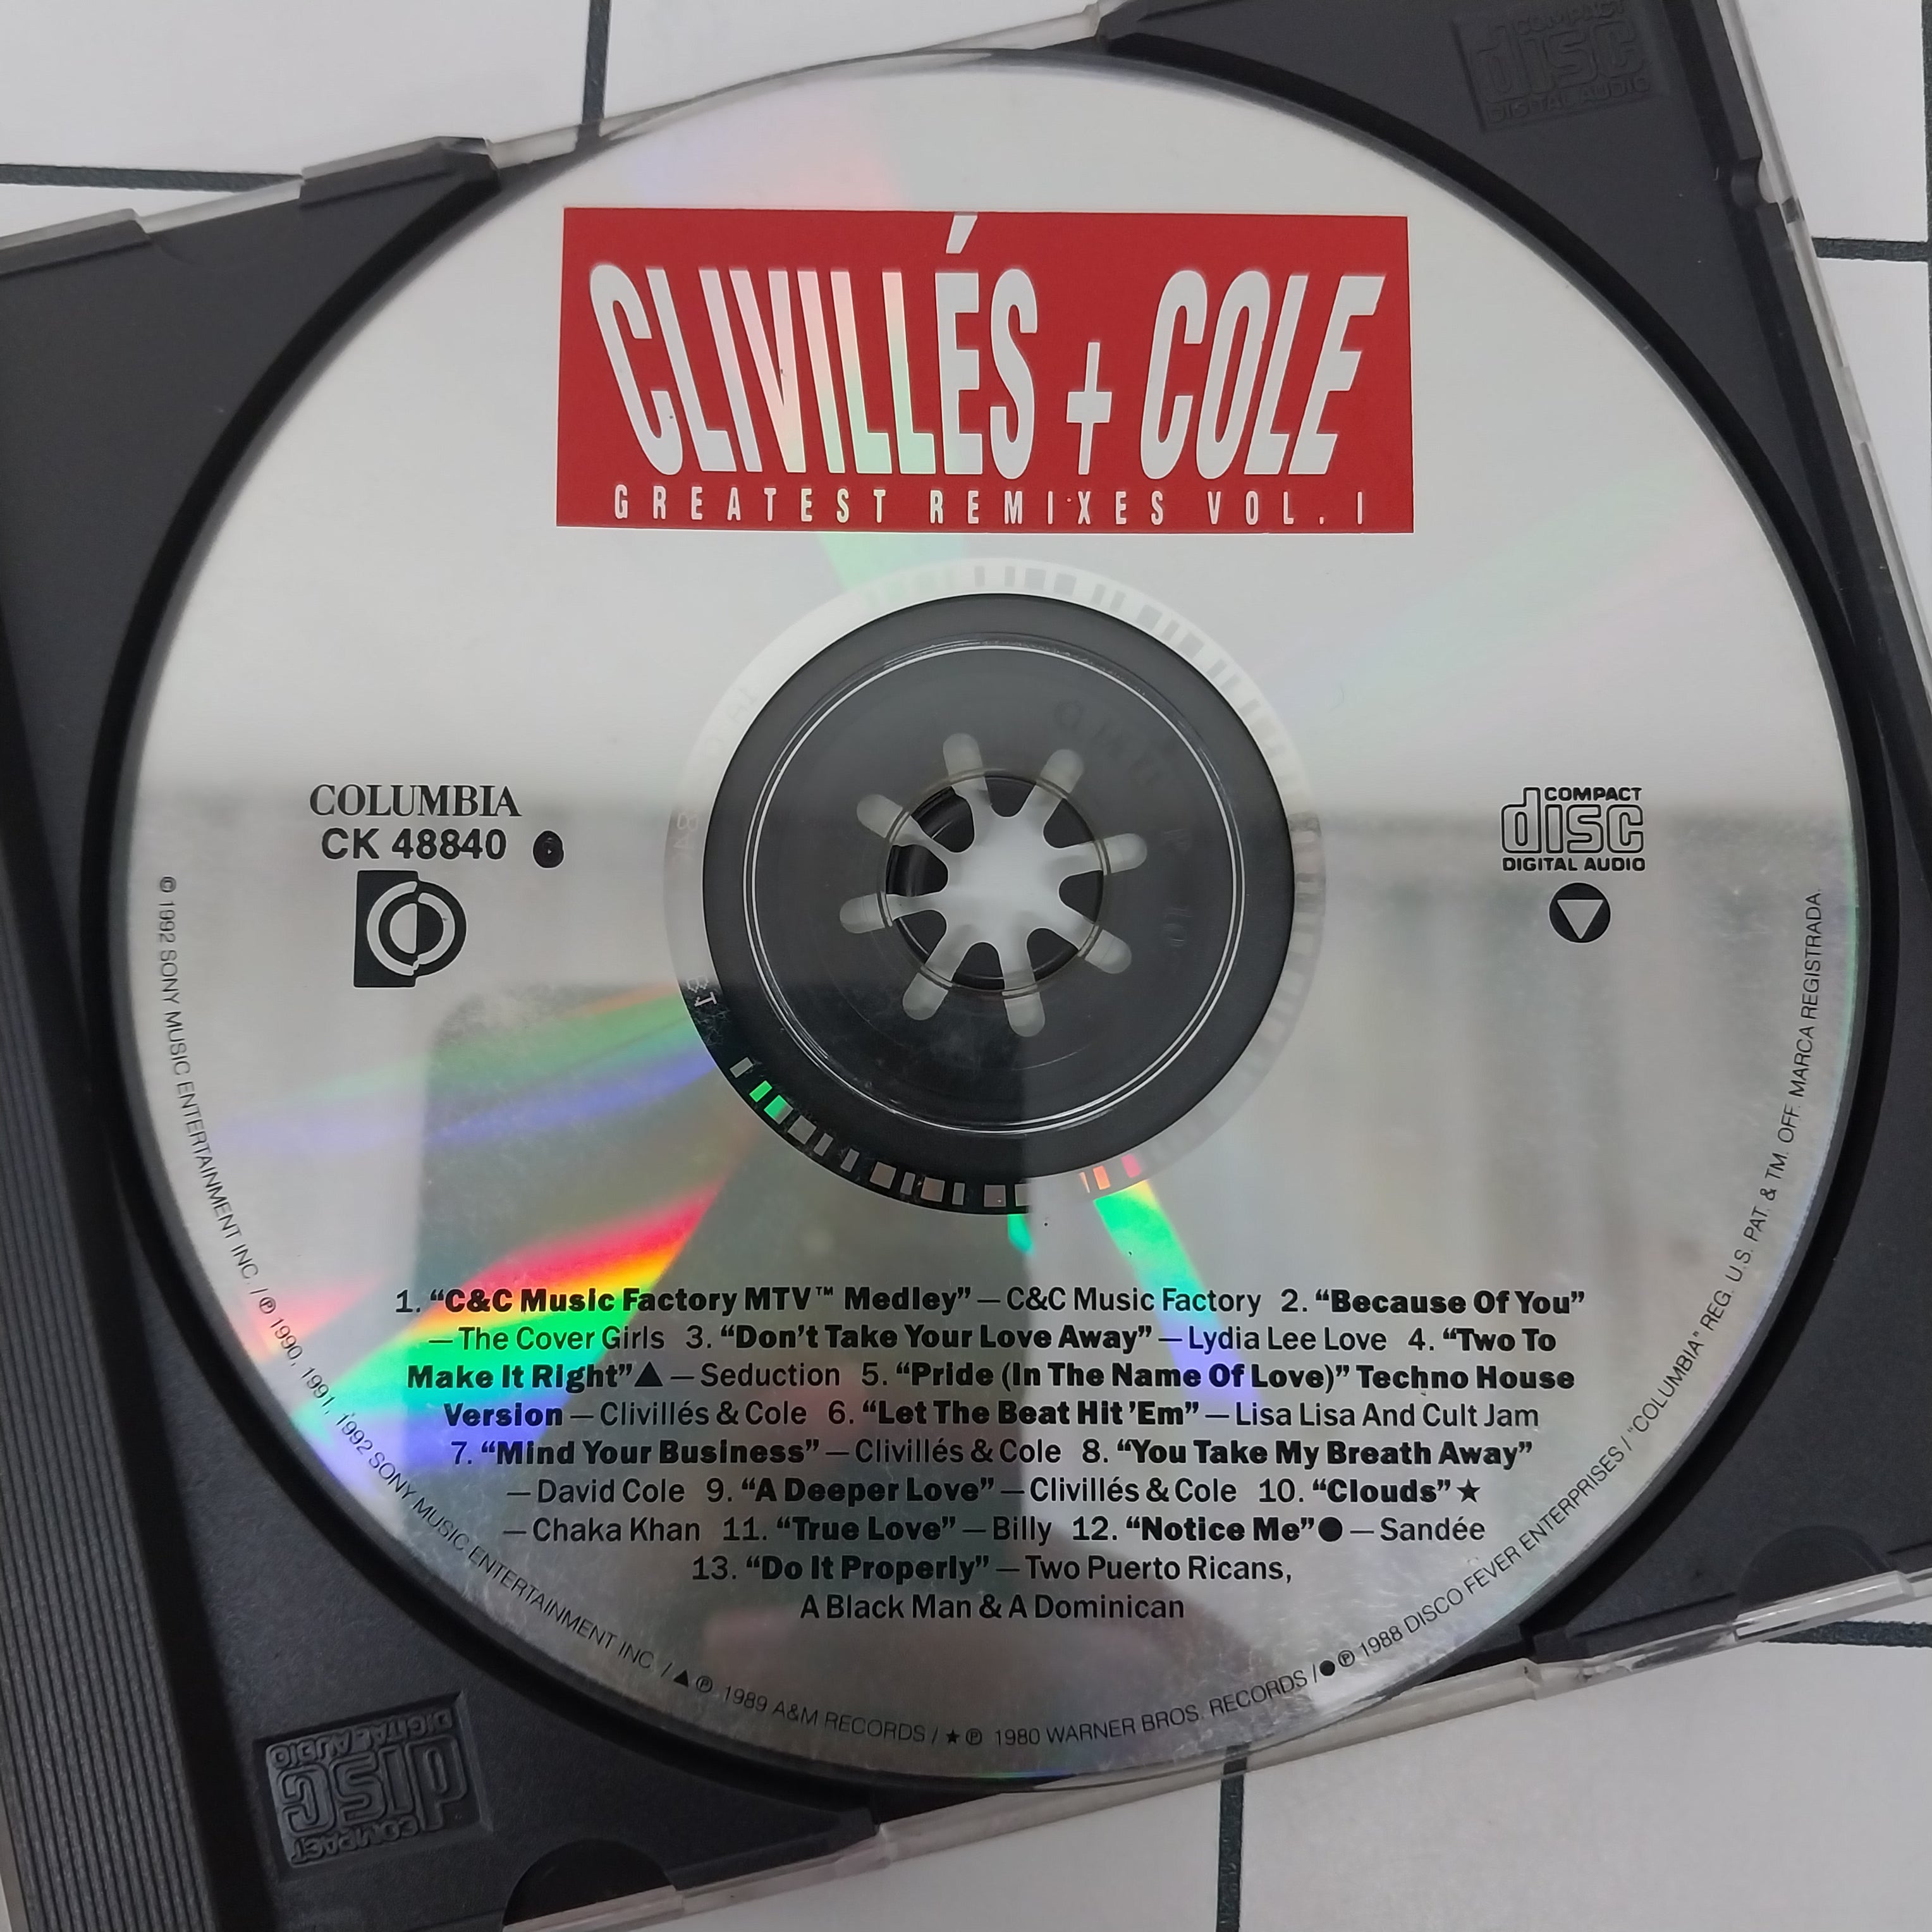 CLIVILLÉS + COLE
GREATEST REMIXES VOL. I
COLUMBIA
CK 48840
COMPACT
disc
DIGITAL AUDIO
1. “C&C Music Factory MTV™ Medley” — C&C Music Factory 2. “Because Of You”
— The Cover Girls 3. “Don’t Take Your Love Away” — Lydia Lee Love 4. “Two To
Make It Right”▲ — Seduction 5. “Pride (In The Name Of Love)” Techno House
Version — Clivillés & Cole 6. “Let The Beat Hit ’Em” — Lisa Lisa And Cult Jam
7. “Mind Your Business” — Clivillés & Cole 8. “You Take My Breath Away”
— David Cole 9. “A Deeper Love” — Clivillés & Cole 10. “Clouds”★
— Chaka Khan 11. “True Love” — Billy 12. “Notice Me”● — Sandée
13. “Do It Properly” — Two Puerto Ricans,
A Black Man & A Dominican
© 1992 SONY MUSIC ENTERTAINMENT INC. / ℗ 1990, 1991, 1992 SONY MUSIC ENTERTAINMENT INC. / ▲ ℗ 1989 A&M RECORDS / ★ ℗ 1980 WARNER BROS. RECORDS / ● ℗ 1988 DISCO FEVER ENTERPRISES / “COLUMBIA” REG. U.S. PAT. & TM. OFF. MARCA REGISTRADA.
COMPACT
disc
DIGITAL AUDIO
COMPACT
disc
DIGITAL AUDIO